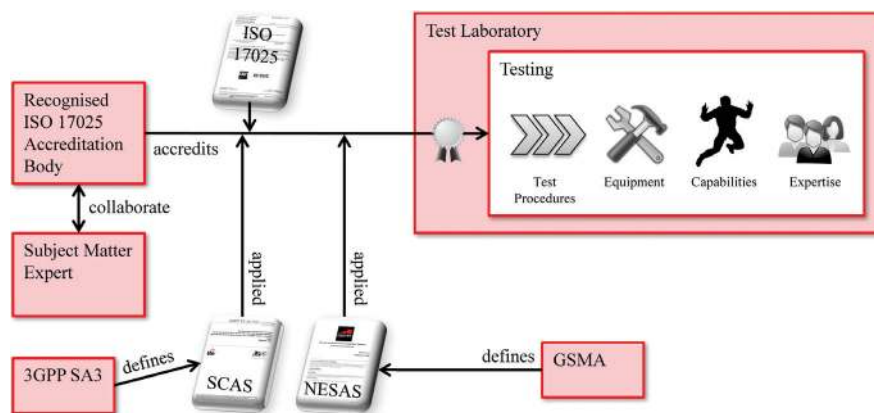 ISO
17025
Test Laboratory
Testing
Recognised
ISO 17025
Accreditation
Body
accredits
Test
Procedures
Equipment
Capabilities
Expertise
collaborate
Subject Matter
Expert
applied
applied
3GPP SA3
defines
SCAS
NESAS
defines
GSMA